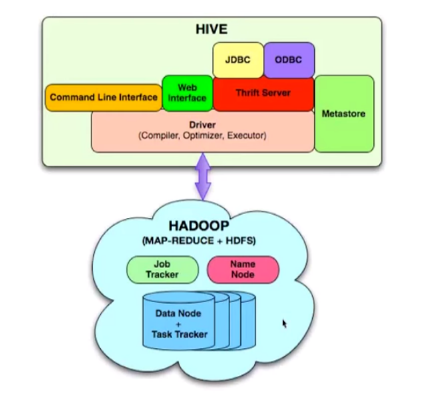 HIVE
JDBC
ODBC
Command Line Interface
Web
Interface
Thrift Server
Metastore
Driver
(Compiler, Optimizer, Executor)
HADOOP
(MAP-REDUCE + HDFS)
Job
Tracker
Name
Node
Data Node
+
Task Tracker